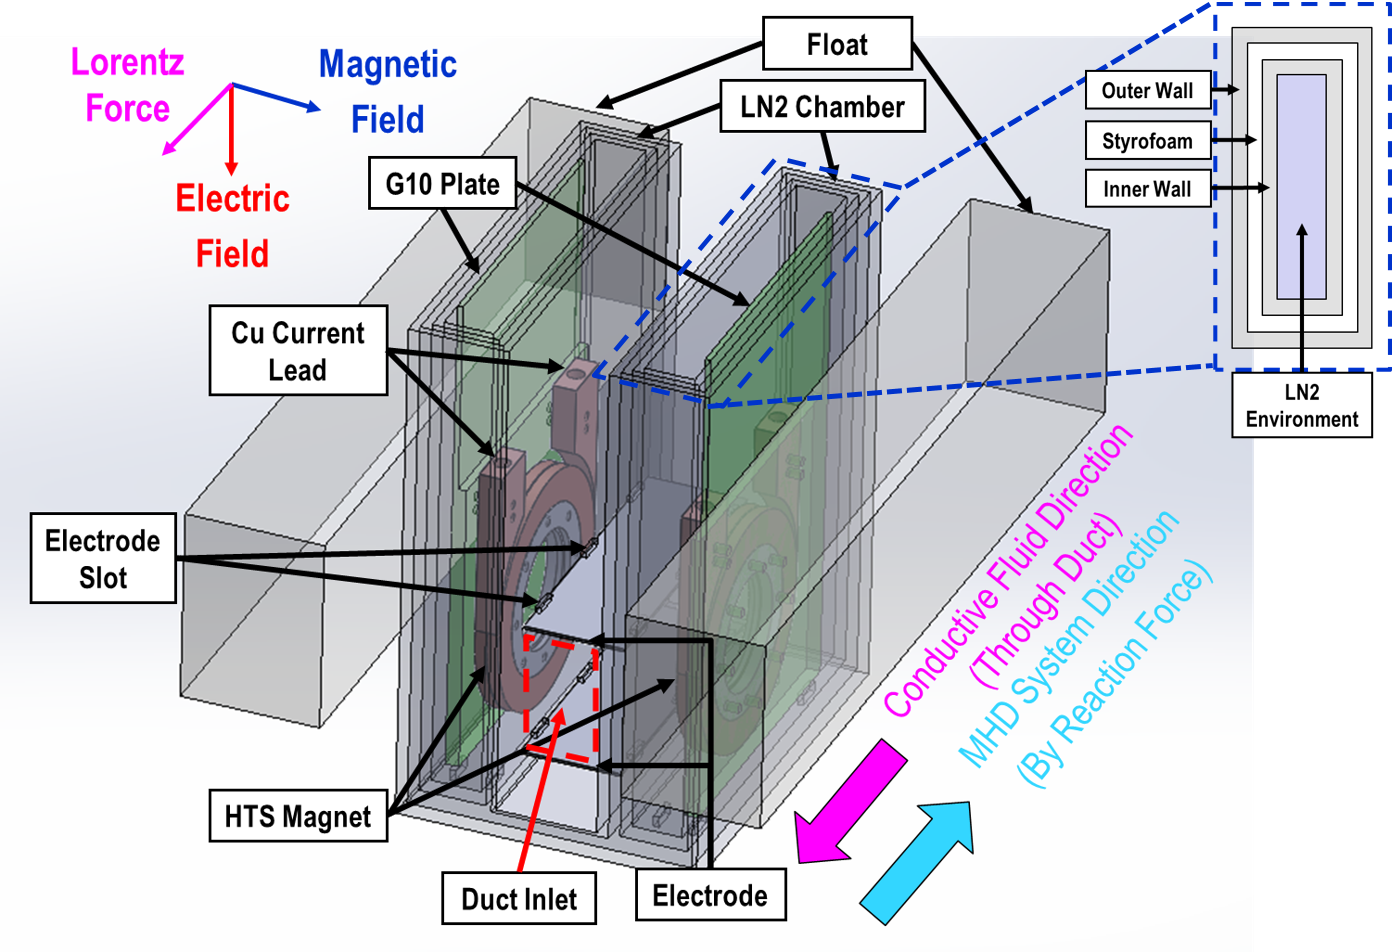 Float
Lorentz
Force
Magnetic
Field
LN2 Chamber
Outer Wall
Styrofoam
Inner Wall
G10 Plate
Electric
Field
Cu Current
Lead
LN2
Environment
Electrode
Slot
Conductive Fluid Direction
(Through Duct)
MHD System Direction
(By Reaction Force)
HTS Magnet
Duct Inlet
Electrode